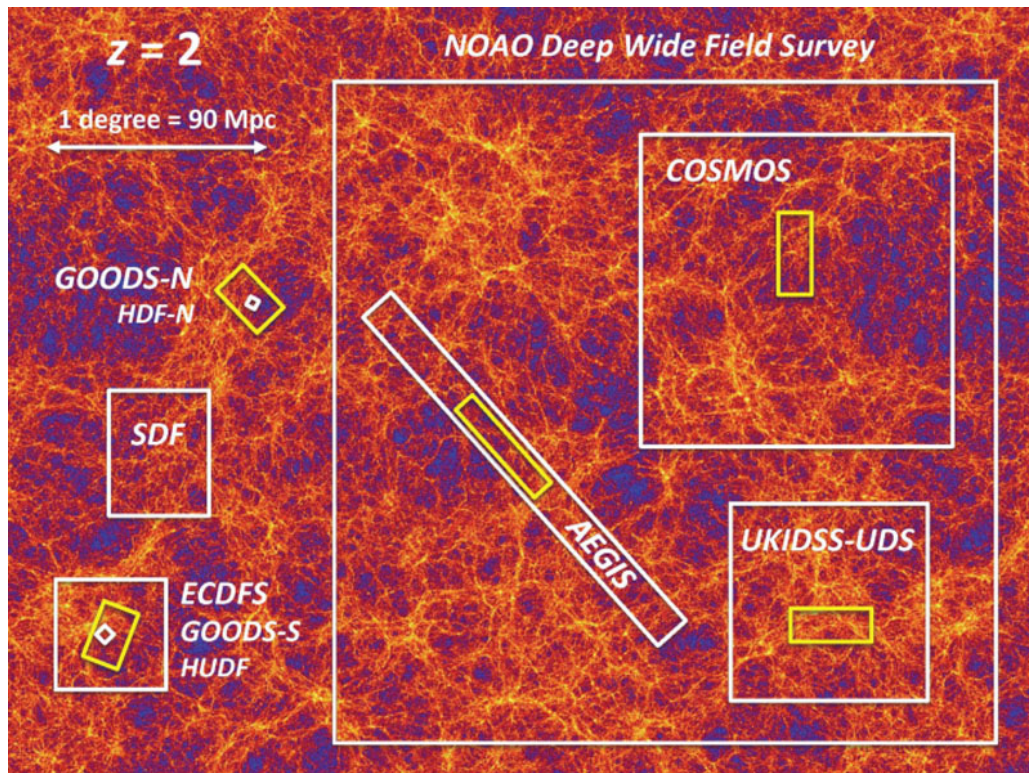 z = 2
NOAO Deep Wide Field Survey
1 degree = 90 Mpc
COSMOS
GOODS-N
HDF-N
SDF
AEGIS
UKIDSS-UDS
ECDFS
GOODS-S
HUDF